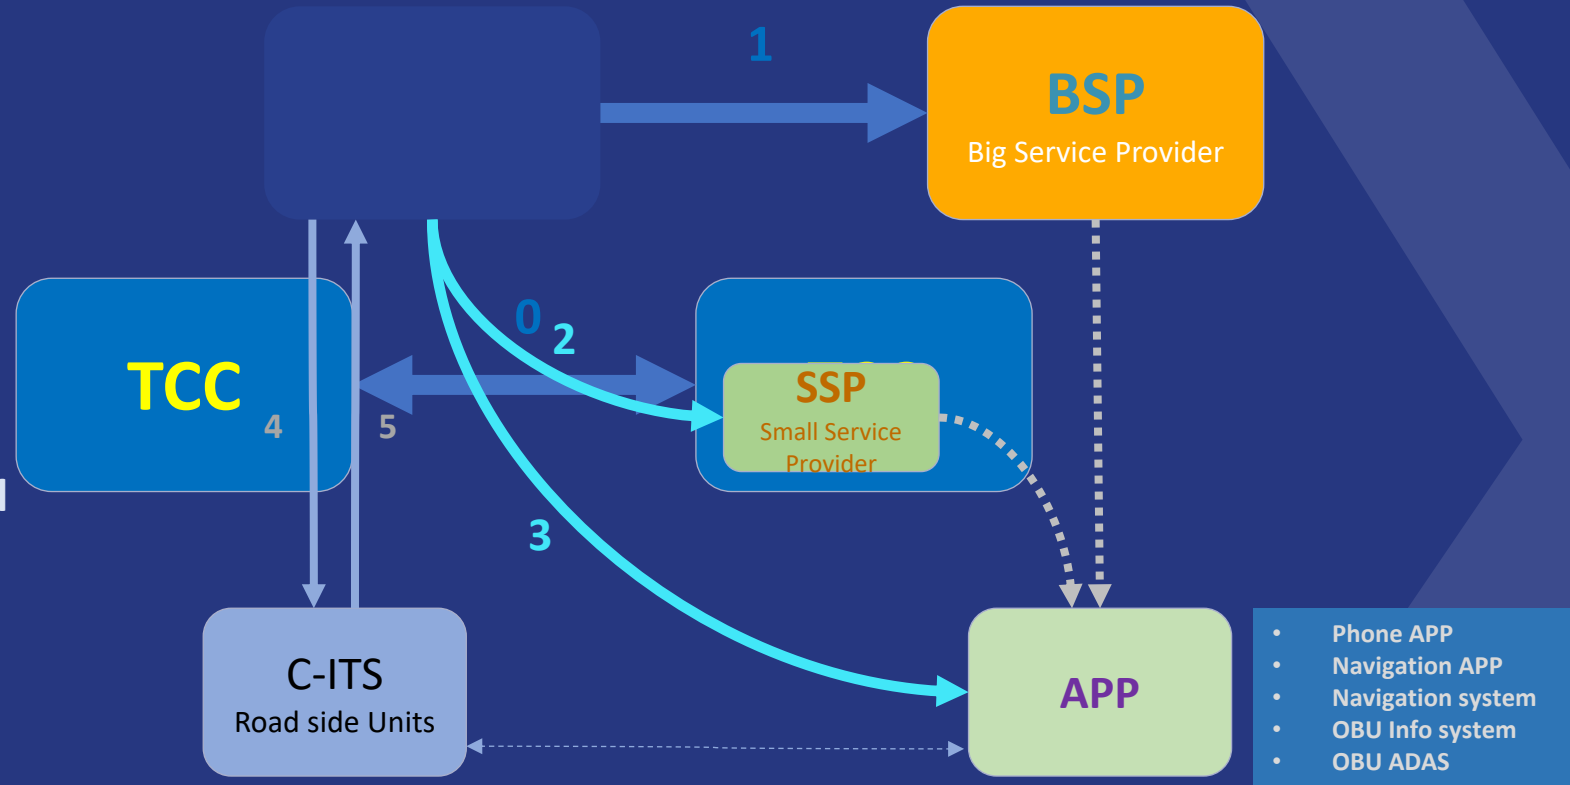 1
BSP
Big Service Provider
0
2
TCC
SSP
4
5
Small Service
Provider
3
C-ITS
Road side Units
APP
• Phone APP
• Navigation APP
• Navigation system
• OBU Info system
• OBU ADAS